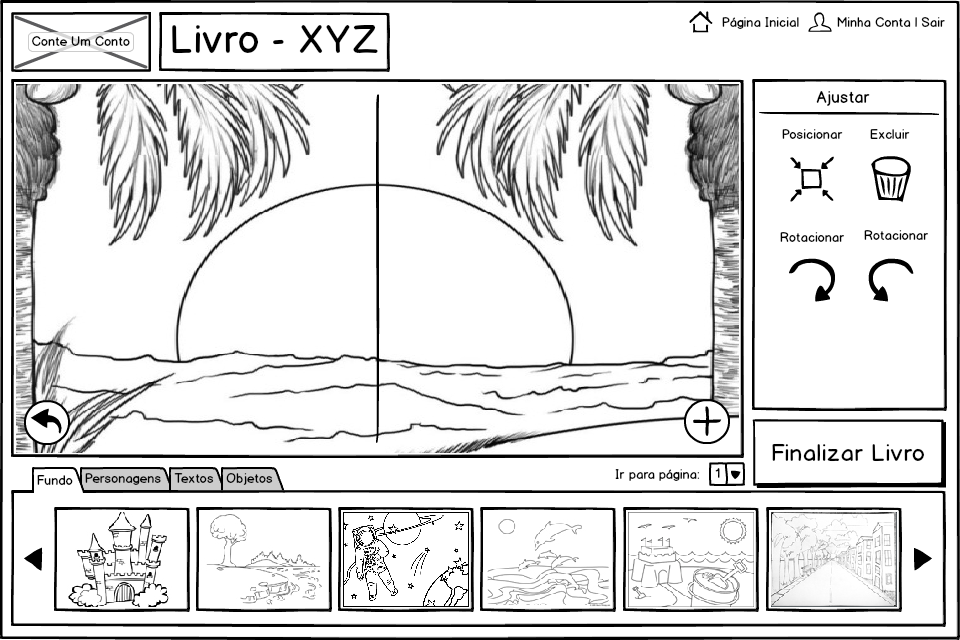 Conte Um Conto
Livro - XYZ
Página Inicial
Minha Conta | Sair
Ajustar
Posicionar
Excluir
Rotacionar
Rotacionar
Finalizar Livro
Fundo
Personagens
Textos
Objetos
Ir para página:
1